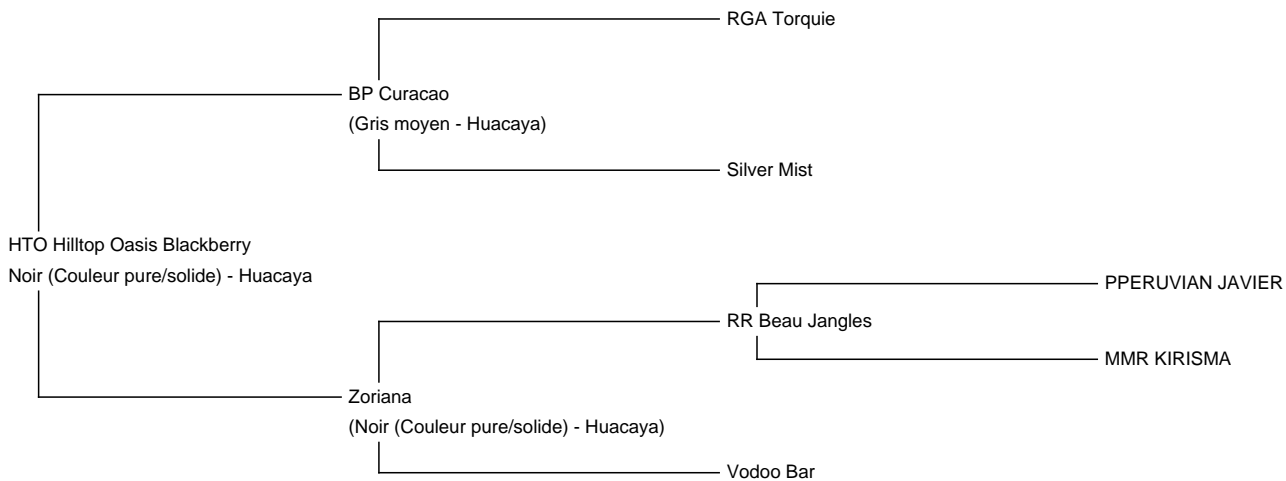 RGA Torquie
BP Curacao
(Gris moyen - Huacaya)
Silver Mist
HTO Hilltop Oasis Blackberry
Noir (Couleur pure/solide) - Huacaya
PPERUVIAN JAVIER
RR Beau Jangles
MMR KIRISMA
Zoriana
(Noir (Couleur pure/solide) - Huacaya)
Vodoo Bar